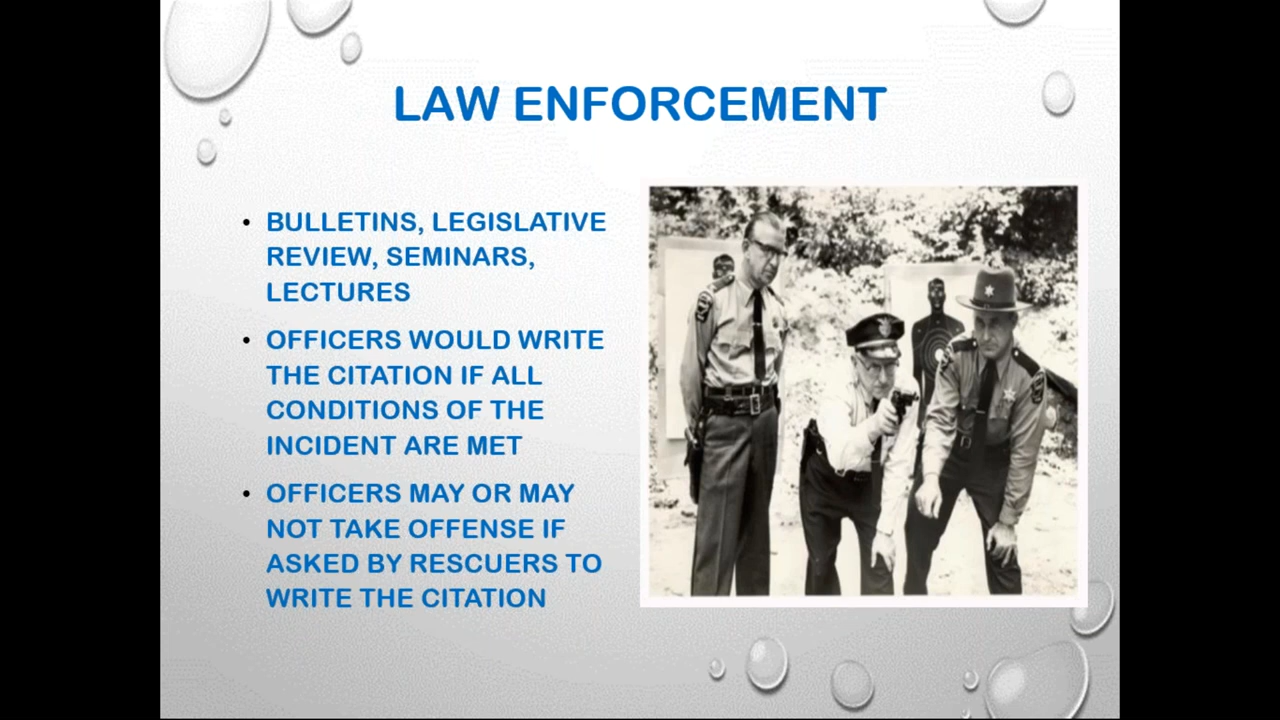 LAW ENFORCEMENT
• BULLETINS, LEGISLATIVE
REVIEW, SEMINARS,
LECTURES
• OFFICERS WOULD WRITE
THE CITATION IF ALL
CONDITIONS OF THE
INCIDENT ARE MET
• OFFICERS MAY OR MAY
NOT TAKE OFFENSE IF
ASKED BY RESCUERS TO
WRITE THE CITATION